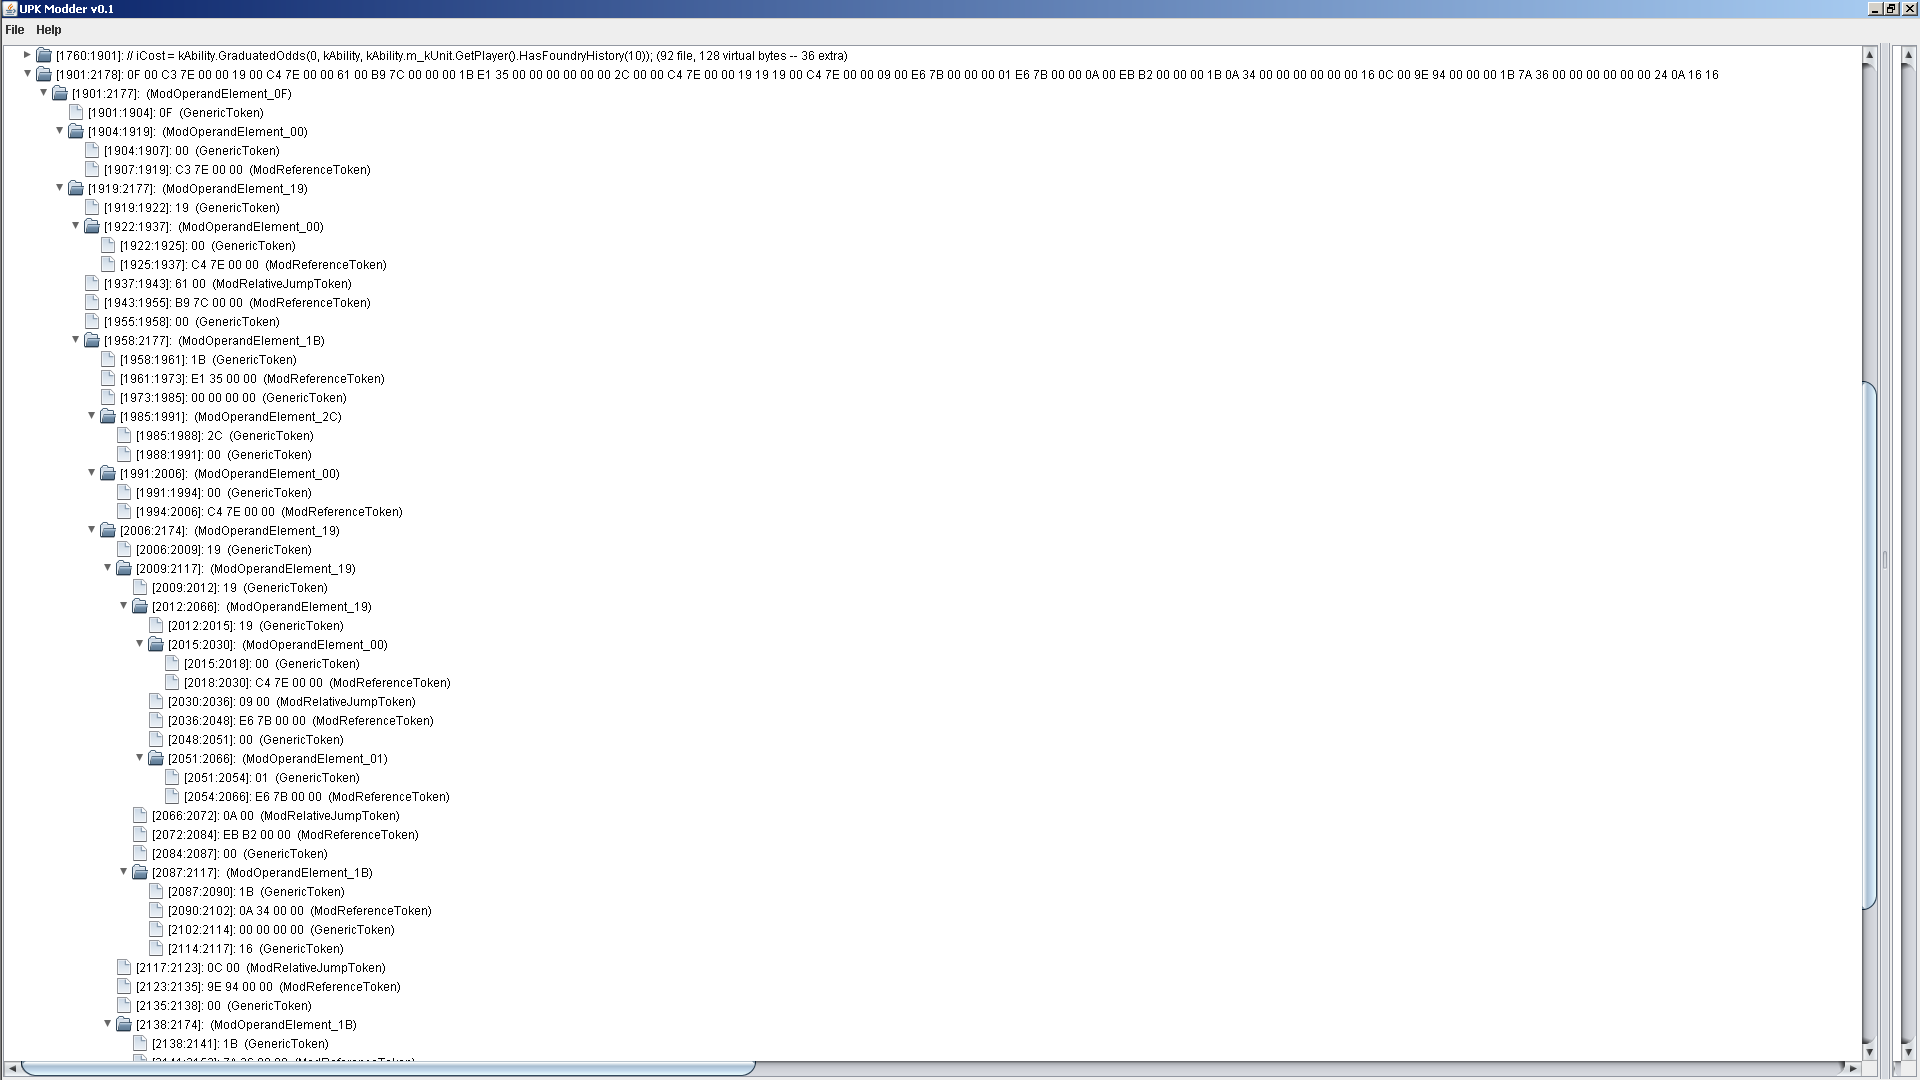 UPK Modder v0.1
File Help
[1760:1901]: // iCost = kAbility.GraduatedOdds(0, kAbility, kAbility.m_kUnit.GetPlayer().HasFoundryHistory(10)); (92 file, 128 virtual bytes -- 36 extra)
[1901:2178]: 0F 00 C3 7E 00 00 19 00 C4 7E 00 00 61 00 B9 7C 00 00 00 1B E1 35 00 00 00 00 00 00 2C 00 00 C4 7E 00 00 19 19 19 00 C4 7E 00 00 09 00 E6 7B 00 00 00 01 E6 7B 00 00 0A 00 EB B2 00 00 00 1B 0A 34 00 00 00 00 00 00 16 0C 00 9E 94 00 00 00 1B 7A 36 00 00 00 00 00 00 24 0A 16 16
[1901:2177]: (ModOperandElement_0F)
[1901:1904]: 0F (GenericToken)
[1904:1919]: (ModOperandElement_00)
[1904:1907]: 00 (GenericToken)
[1907:1919]: C3 7E 00 00 (ModReferenceToken)
[1919:2177]: (ModOperandElement_19)
[1919:1922]: 19 (GenericToken)
[1922:1937]: (ModOperandElement_00)
[1922:1925]: 00 (GenericToken)
[1925:1937]: C4 7E 00 00 (ModReferenceToken)
[1937:1943]: 61 00 (ModRelativeJumpToken)
[1943:1955]: B9 7C 00 00 (ModReferenceToken)
[1955:1958]: 00 (GenericToken)
[1958:2177]: (ModOperandElement_1B)
[1958:1961]: 1B (GenericToken)
[1961:1973]: E1 35 00 00 (ModReferenceToken)
[1973:1985]: 00 00 00 00 (GenericToken)
[1985:1991]: (ModOperandElement_2C)
[1985:1988]: 2C (GenericToken)
[1988:1991]: 00 (GenericToken)
[1991:2006]: (ModOperandElement_00)
[1991:1994]: 00 (GenericToken)
[1994:2006]: C4 7E 00 00 (ModReferenceToken)
[2006:2174]: (ModOperandElement_19)
[2006:2009]: 19 (GenericToken)
[2009:2117]: (ModOperandElement_19)
[2009:2012]: 19 (GenericToken)
[2012:2066]: (ModOperandElement_19)
[2012:2015]: 19 (GenericToken)
[2015:2030]: (ModOperandElement_00)
[2015:2018]: 00 (GenericToken)
[2018:2030]: C4 7E 00 00 (ModReferenceToken)
[2030:2036]: 09 00 (ModRelativeJumpToken)
[2036:2048]: E6 7B 00 00 (ModReferenceToken)
[2048:2051]: 00 (GenericToken)
[2051:2066]: (ModOperandElement_01)
[2051:2054]: 01 (GenericToken)
[2054:2066]: E6 7B 00 00 (ModReferenceToken)
[2066:2072]: 0A 00 (ModRelativeJumpToken)
[2072:2084]: EB B2 00 00 (ModReferenceToken)
[2084:2087]: 00 (GenericToken)
[2087:2117]: (ModOperandElement_1B)
[2087:2090]: 1B (GenericToken)
[2090:2102]: 0A 34 00 00 (ModReferenceToken)
[2102:2114]: 00 00 00 00 (GenericToken)
[2114:2117]: 16 (GenericToken)
[2117:2123]: 0C 00 (ModRelativeJumpToken)
[2123:2135]: 9E 94 00 00 (ModReferenceToken)
[2135:2138]: 00 (GenericToken)
[2138:2174]: (ModOperandElement_1B)
[2138:2141]: 1B (GenericToken)